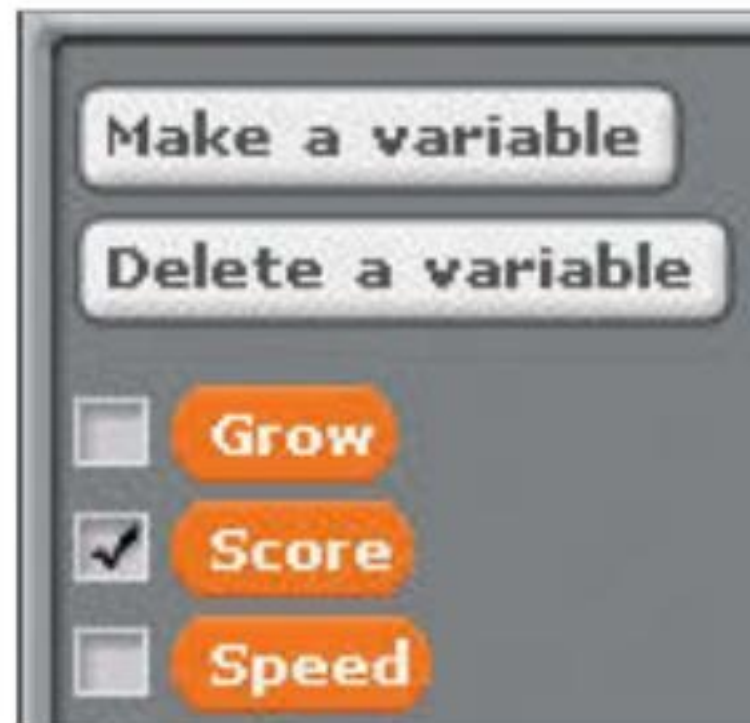 Make a variable
Delete a variable
Grow
Score
Speed